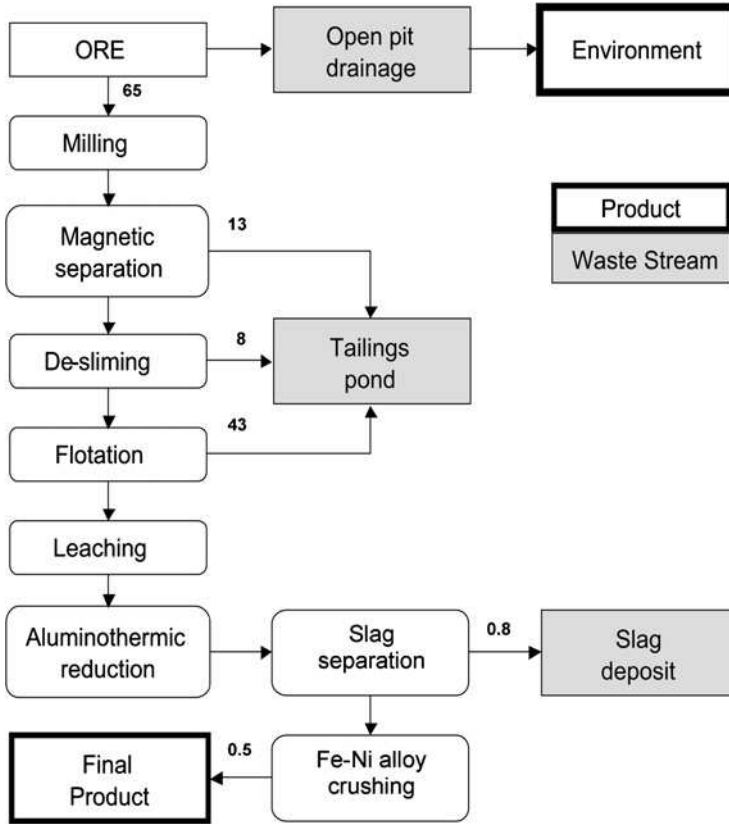 ORE
Open pit
drainage
Environment
65
Milling
Product
Waste Stream
Magnetic
separation
13
De-sliming
8
Tailings
pond
Flotation
43
Leaching
Aluminothermic
reduction
Slag
separation
0.8
Slag
deposit
Final
Product
0.5
Fe-Ni alloy
crushing